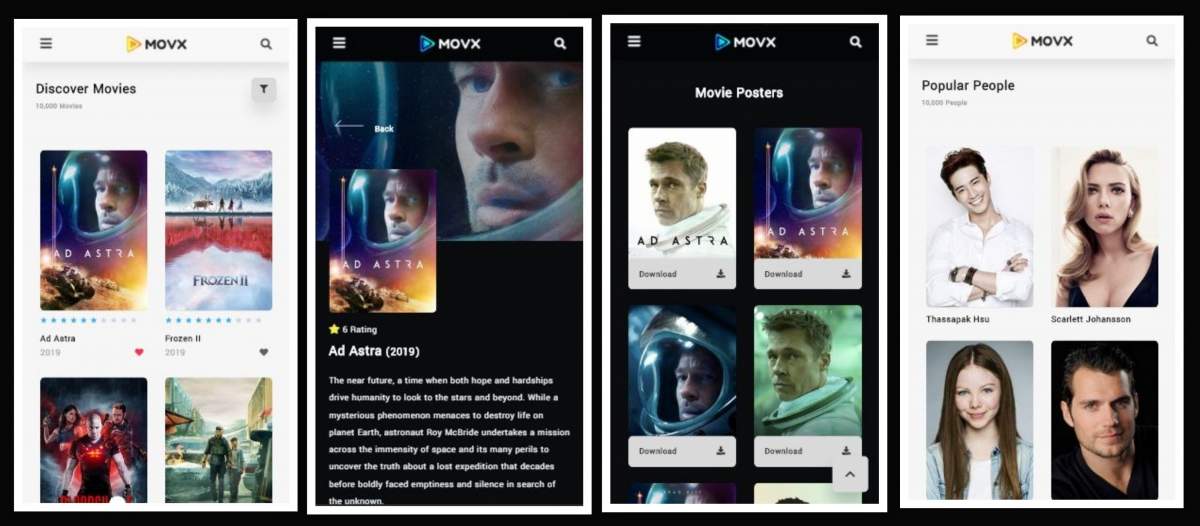 MOVX
Discover Movies
10,000 Movies
AD ASTRA
FROZEN II
Ad Astra
2019
Frozen II
2019
MOVX
Back
AD ASTRA
6 Rating
Ad Astra (2019)
The near future, a time when both hope and hardships
drive humanity to look to the stars and beyond. While a
mysterious phenomenon menaces to destroy life on
planet Earth, astronaut Roy McBride undertakes a mission
across the immensity of space and its many perils to
uncover the truth about a lost expedition that decades
before boldly faced emptiness and silence in search of
the unknown.
MOVX
Movie Posters
AD ASTRA
AD ASTRA
Download
Download
BRAD PITT
Download
Download
BRAD PITT
MOVX
Popular People
10,000 People
Thassapak Hsu
Scarlett Johansson